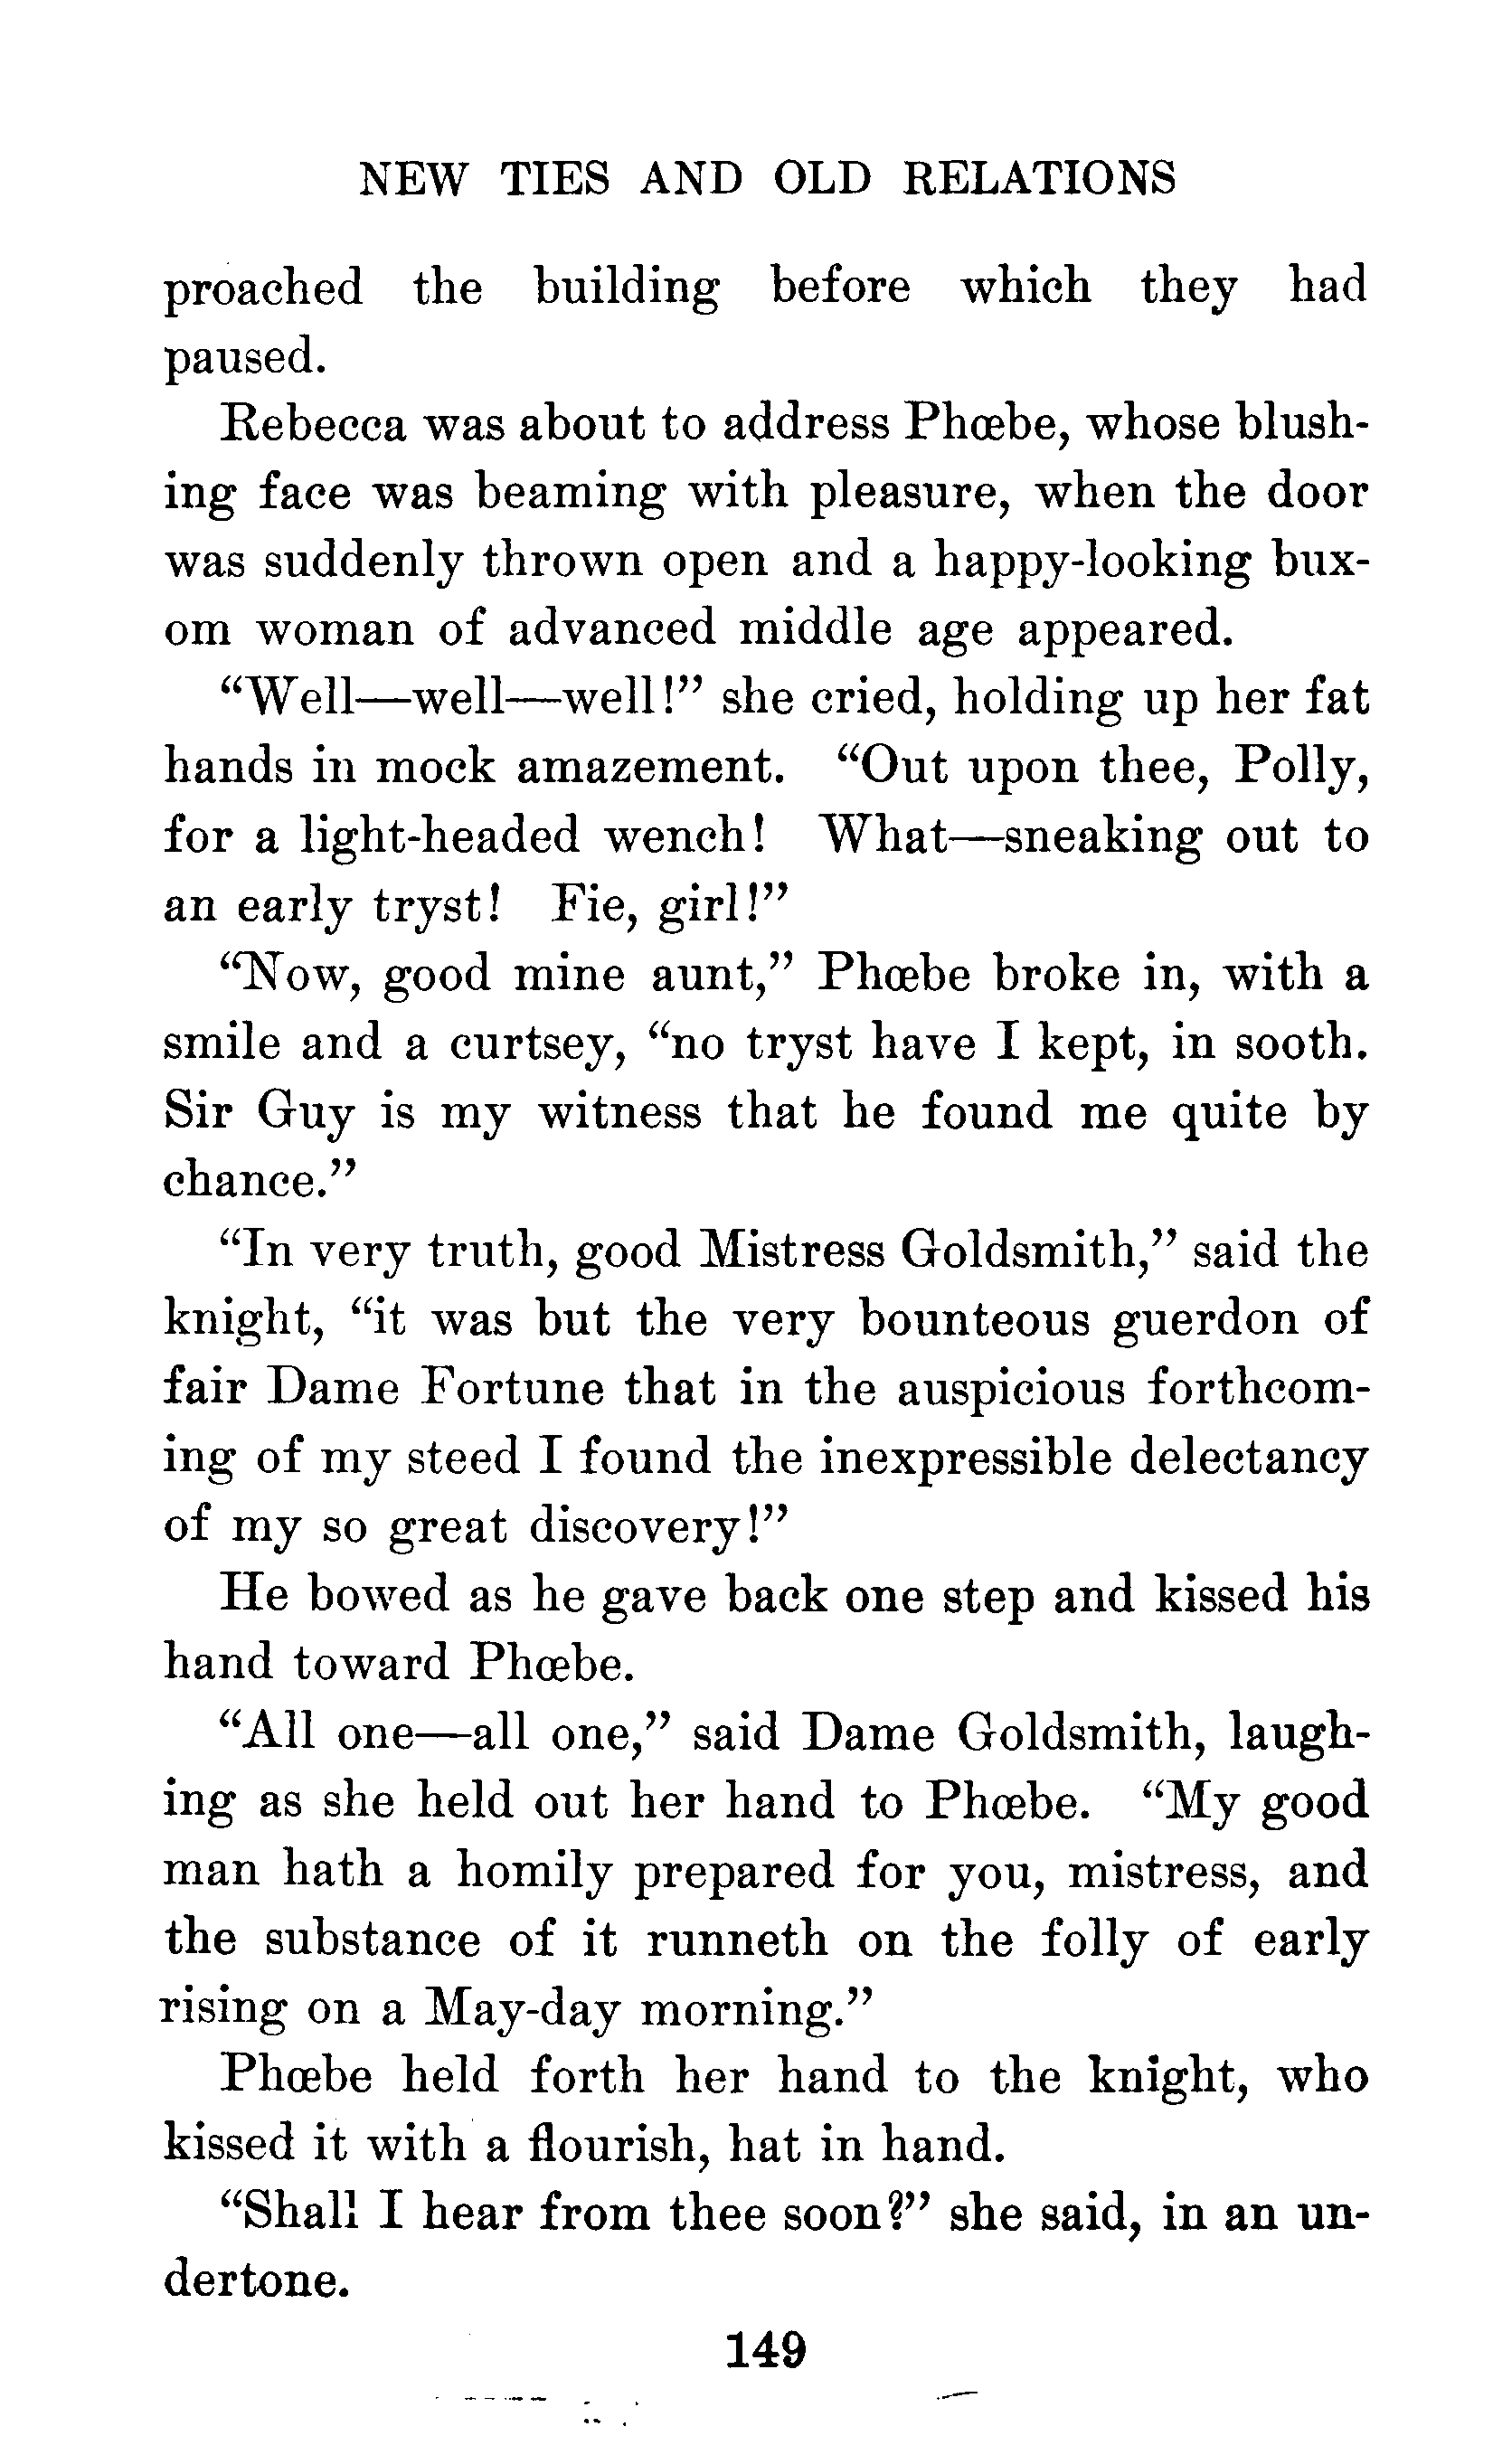 NEW TIES AND OLD RELATIONS
proached the building before which they had
paused.
Rebecca was about to address Phœbe, whose blush-
ing face was beaming with pleasure, when the door
was suddenly thrown open and a happy-looking bux-
om woman of advanced middle age appeared.
“Well—well—well!” she cried, holding up her fat
hands in mock amazement. “Out upon thee, Polly,
for a light-headed wench! What—sneaking out to
an early tryst! Fie, girl!”
“Now, good mine aunt,” Phœbe broke in, with a
smile and a curtsey, “no tryst have I kept, in sooth.
Sir Guy is my witness that he found me quite by
chance.”
“In very truth, good Mistress Goldsmith,” said the
knight, “it was but the very bounteous guerdon of
fair Dame Fortune that in the auspicious forthcom-
ing of my steed I found the inexpressible delectancy
of my so great discovery!”
He bowed as he gave back one step and kissed his
hand toward Phœbe.
“All one—all one,” said Dame Goldsmith, laugh-
ing as she held out her hand to Phœbe. “My good
man hath a homily prepared for you, mistress, and
the substance of it runneth on the folly of early
rising on a May-day morning.”
Phœbe held forth her hand to the knight, who
kissed it with a flourish, hat in hand.
“Shall I hear from thee soon?” she said, in an un-
dertone.
149